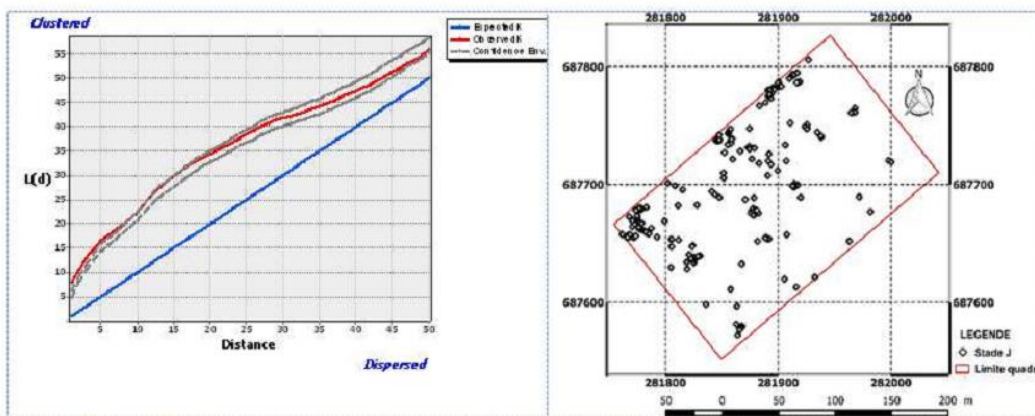 Clustered
Expected K
Observed K
Confidence Env.
55
50
45
40
35
30
25
20
15
10
5
L(d)
5 10 15 20 25 30 35 40 45 50
Distance
Dispersed
281800 281900 282000
687800 687800
687700 687700
687600 687600
N
LEGENDE
Stade J
Limite quadr
281800 281900 282000
50 0 50 100 150 200 m